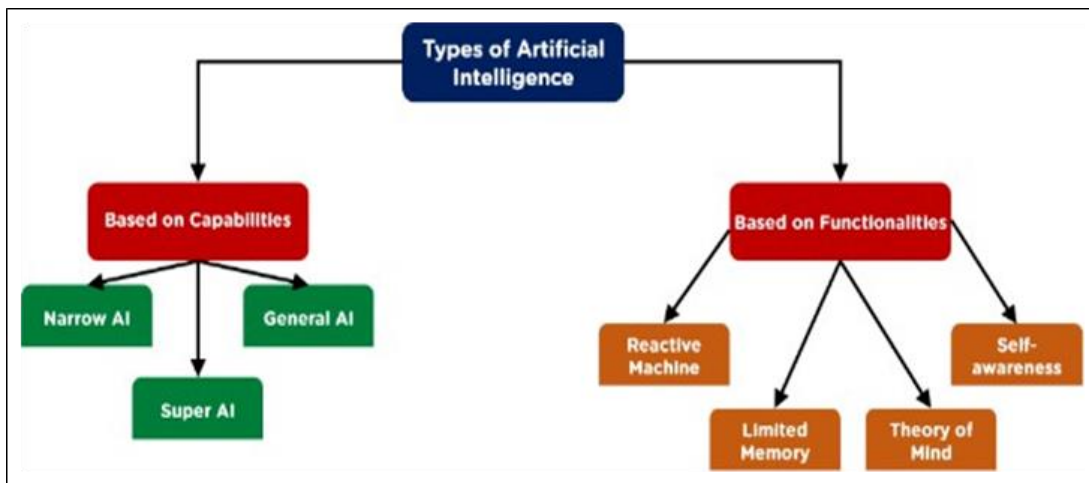 Types of Artificial
Intelligence
Based on Capabilities
Based on Functionalities
Narrow AI
General AI
Super AI
Reactive
Machine
Self-
awareness
Limited
Memory
Theory of
Mind